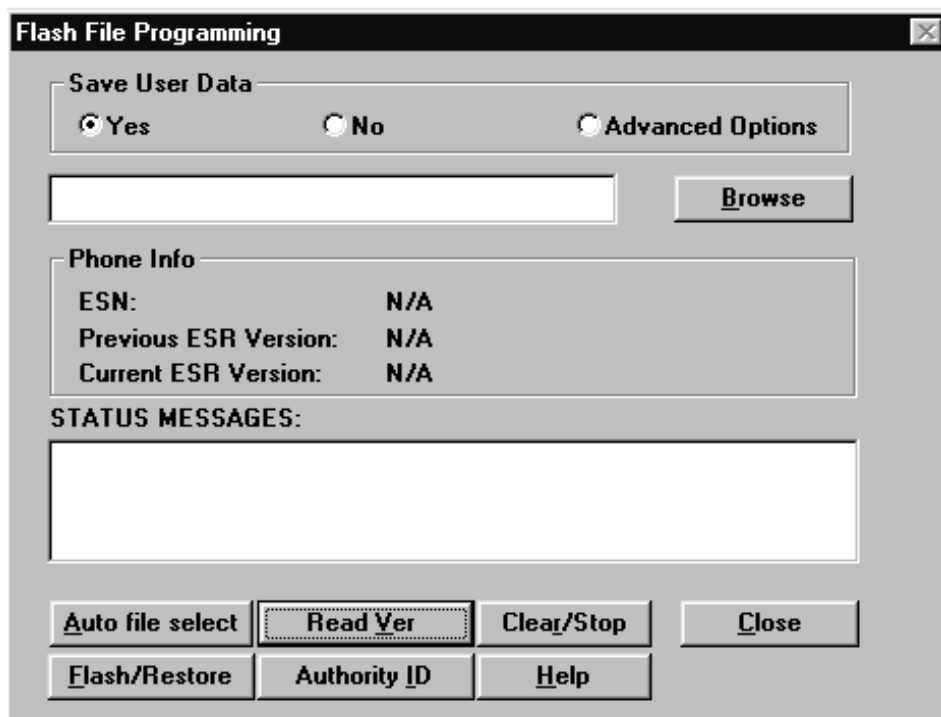 Flash File Programming
Save User Data
Yes No Advanced Options
Browse
Phone Info
ESN: N/A
Previous ESR Version: N/A
Current ESR Version: N/A
STATUS MESSAGES:
Auto file select Read Ver Clear/Stop Close
Flash/Restore Authority ID Help